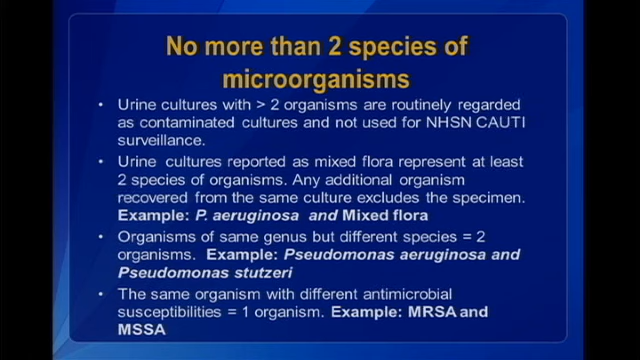 No more than 2 species of
microorganisms
• Urine cultures with > 2 organisms are routinely regarded
as contaminated cultures and not used for NHSN CAUTI
surveillance.
• Urine cultures reported as mixed flora represent at least
2 species of organisms. Any additional organism
recovered from the same culture excludes the specimen.
Example: P. aeruginosa and Mixed flora
• Organisms of same genus but different species = 2
organisms. Example: Pseudomonas aeruginosa and
Pseudomonas stutzeri
• The same organism with different antimicrobial
susceptibilities = 1 organism. Example: MRSA and
MSSA